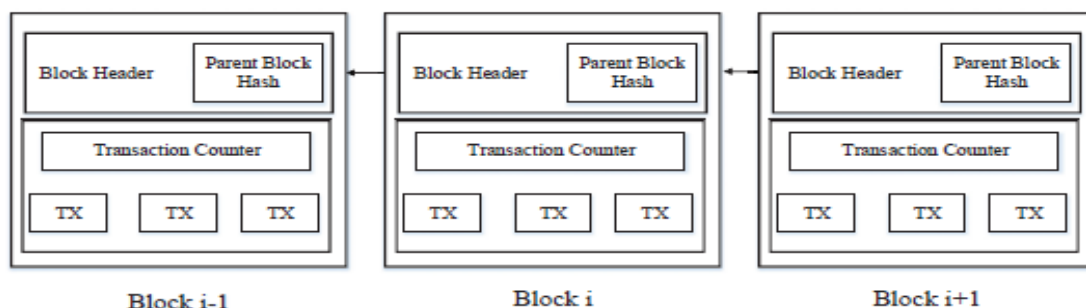 Block Header
Parent Block
Hash
Transaction Counter
TX TX TX
Block i-1
Block Header
Parent Block
Hash
Transaction Counter
TX TX TX
Block i
Block Header
Parent Block
Hash
Transaction Counter
TX TX TX
Block i+1